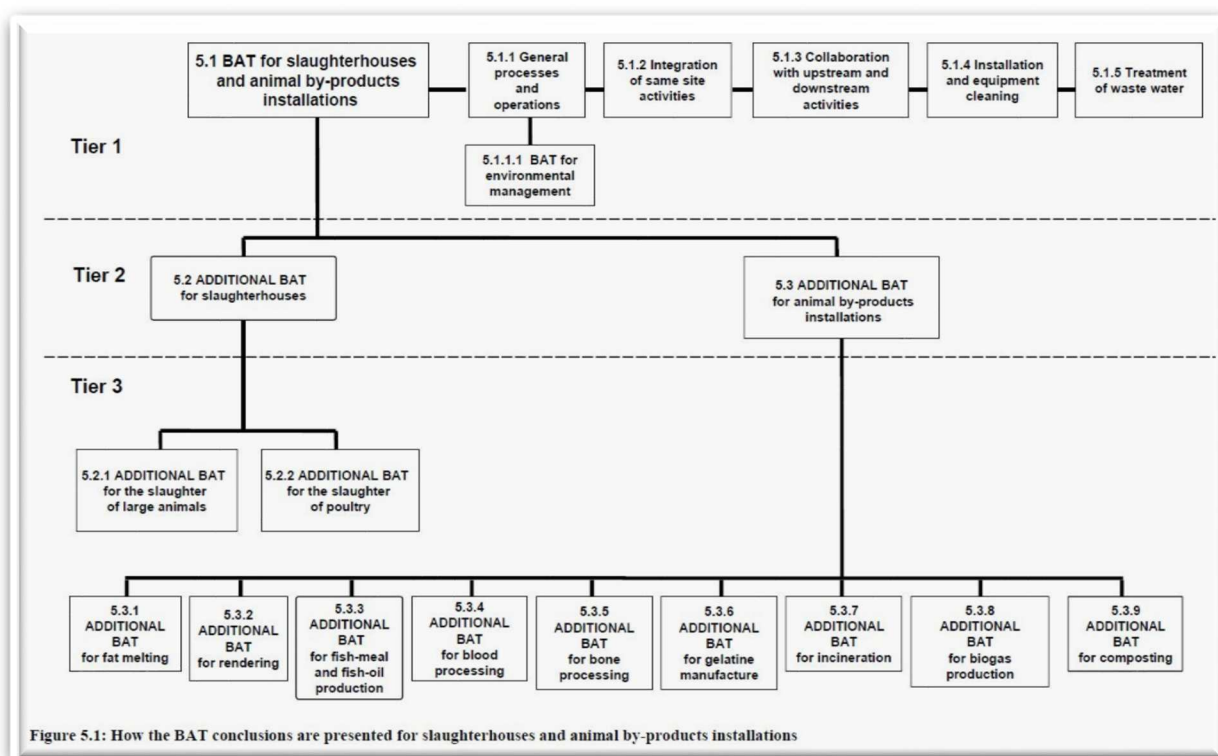 5.1 BAT for slaughterhouses
and animal by-products
installations
5.1.1 General
processes
and
operations
5.1.2 Integration
of same site
activities
5.1.3 Collaboration
with upstream and
downstream
activities
5.1.4 Installation
and equipment
cleaning
5.1.5 Treatment
of waste water
Tier 1
5.1.1.1 BAT for
environmental
management
Tier 2
5.2 ADDITIONAL BAT
for slaughterhouses
5.3 ADDITIONAL BAT
for animal by-products
installations
Tier 3
5.2.1 ADDITIONAL BAT
for the slaughter
of large animals
5.2.2 ADDITIONAL BAT
for the slaughter
of poultry
5.3.1
ADDITIONAL
BAT
for fat melting
5.3.2
ADDITIONAL
BAT
for rendering
5.3.3
ADDITIONAL
BAT
for fish-meal
and fish-oil
production
5.3.4
ADDITIONAL
BAT
for blood
processing
5.3.5
ADDITIONAL
BAT
for bone
processing
5.3.6
ADDITIONAL
BAT
for gelatine
manufacture
5.3.7
ADDITIONAL
BAT
for incineration
5.3.8
ADDITIONAL
BAT
for biogas
production
5.3.9
ADDITIONAL
BAT
for composting
Figure 5.1: How the BAT conclusions are presented for slaughterhouses and animal by-products installations